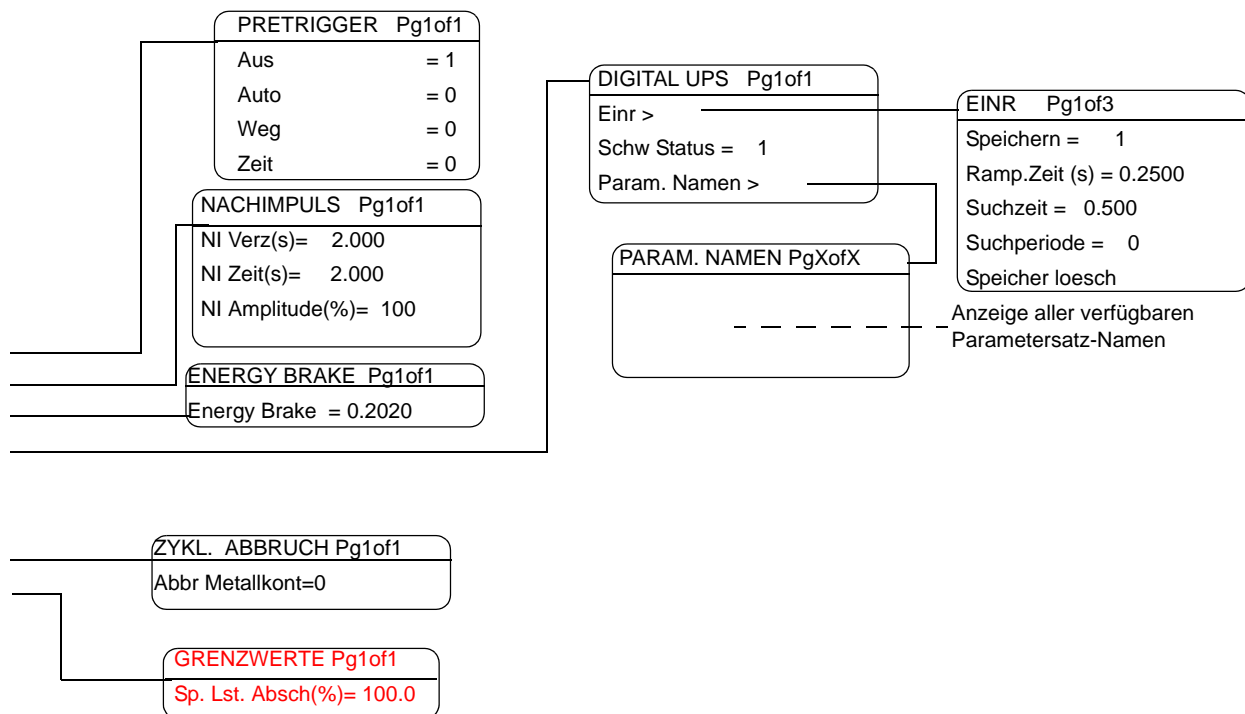 PRETRIGGER Pg1of1
Aus = 1
Auto = 0
Weg = 0
Zeit = 0
NACHIMPULS Pg1of1
NI Verz(s)= 2.000
NI Zeit(s)= 2.000
NI Amplitude(%)= 100
ENERGY BRAKE Pg1of1
Energy Brake = 0.2020
DIGITAL UPS Pg1of1
Einr >
Schw Status = 1
Param. Namen >
EINR Pg1of3
Speichern = 1
Ramp.Zeit (s) = 0.2500
Suchzeit = 0.500
Suchperiode = 0
Speicher loesch
PARAM. NAMEN PgXofX
Anzeige aller verfügbaren
Parametersatz-Namen
ZYKL. ABBRUCH Pg1of1
Abbr Metallkont=0
GRENZWERTE Pg1of1
Sp. Lst. Absch(%)= 100.0